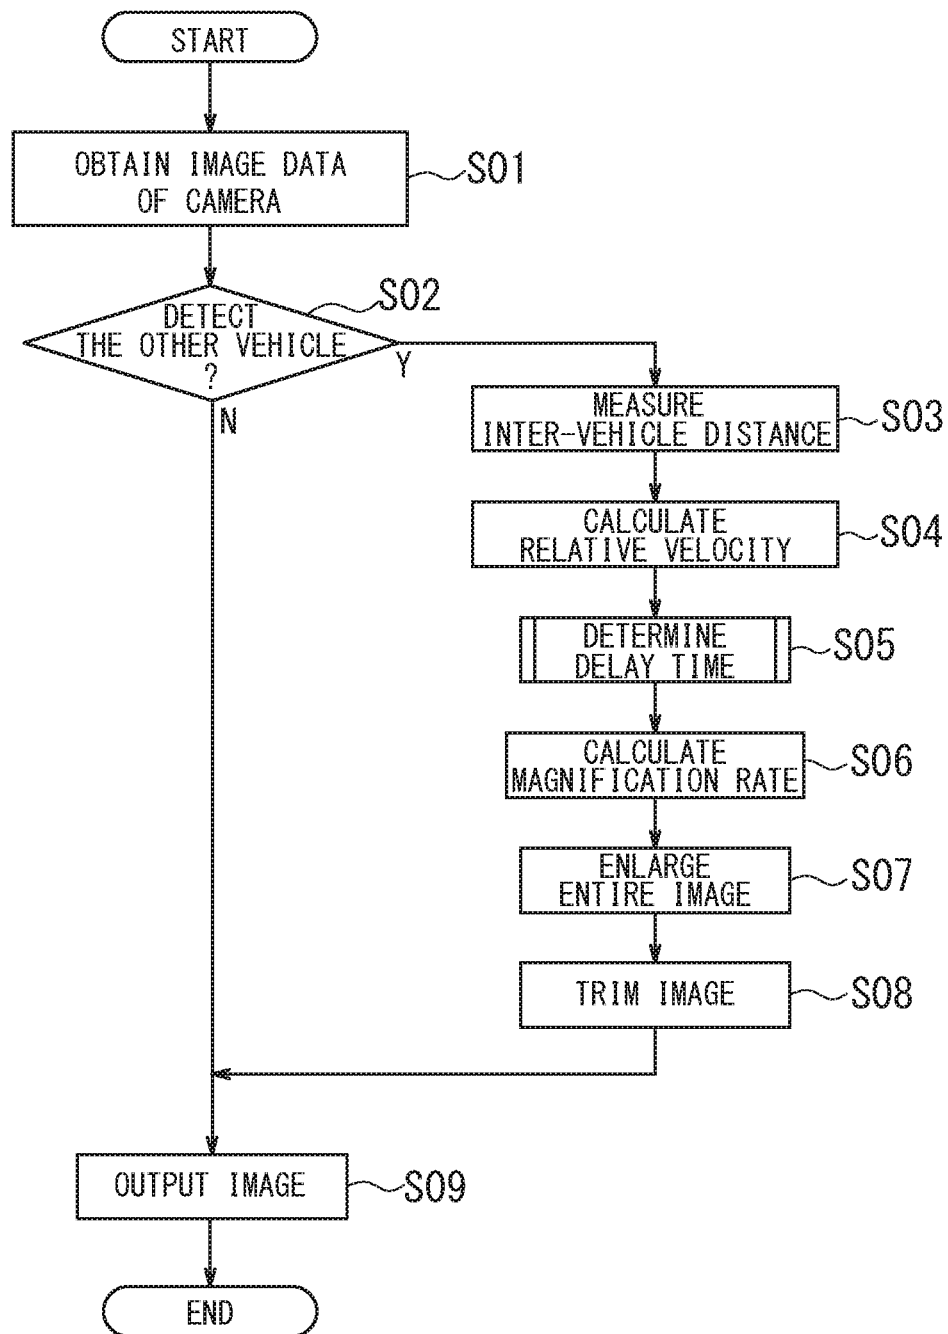 START
OBTAIN IMAGE DATA
OF CAMERA
S01
S02
DETECT
THE OTHER VEHICLE
?
Y
N
MEASURE
INTER-VEHICLE DISTANCE
S03
CALCULATE
RELATIVE VELOCITY
S04
DETERMINE
DELAY TIME
S05
CALCULATE
MAGNIFICATION RATE
S06
ENLARGE
ENTIRE IMAGE
S07
TRIM IMAGE
S08
OUTPUT IMAGE
S09
END